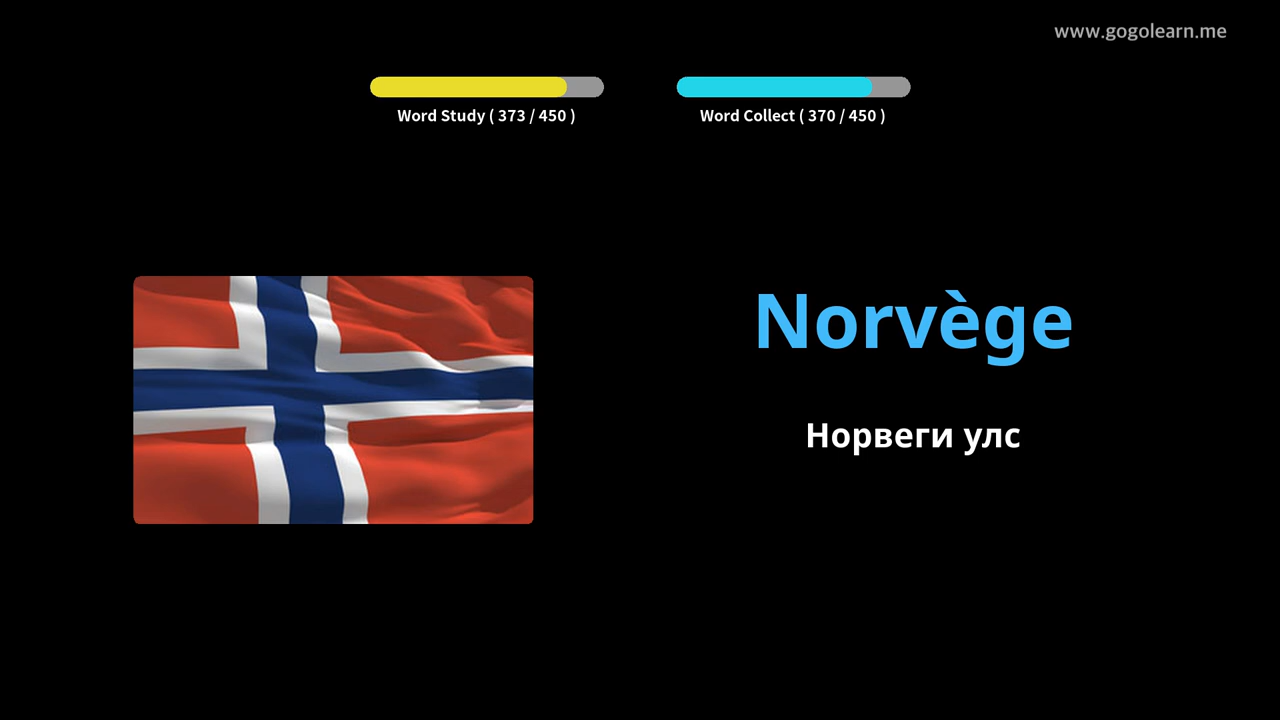 www.gogolearn.me
Word Study ( 373 / 450 )
Word Collect ( 370 / 450 )
Norvège
Норвеги улс